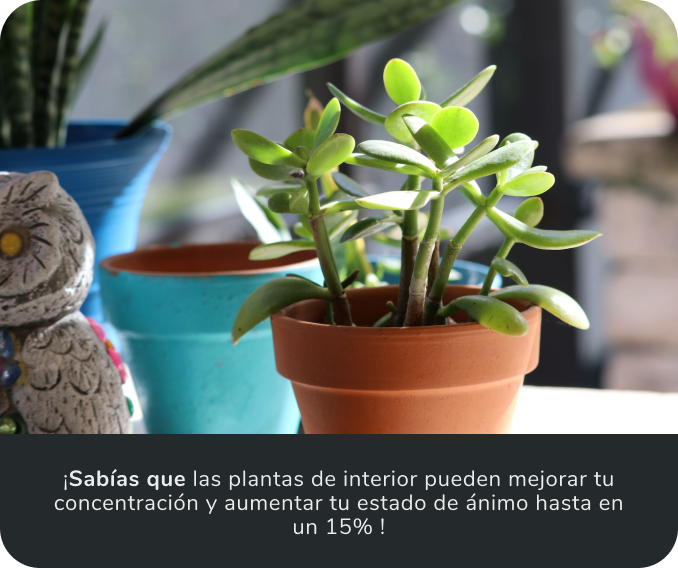 ¡Sabías que las plantas de interior pueden mejorar tu
concentración y aumentar tu estado de ánimo hasta en
un 15% !